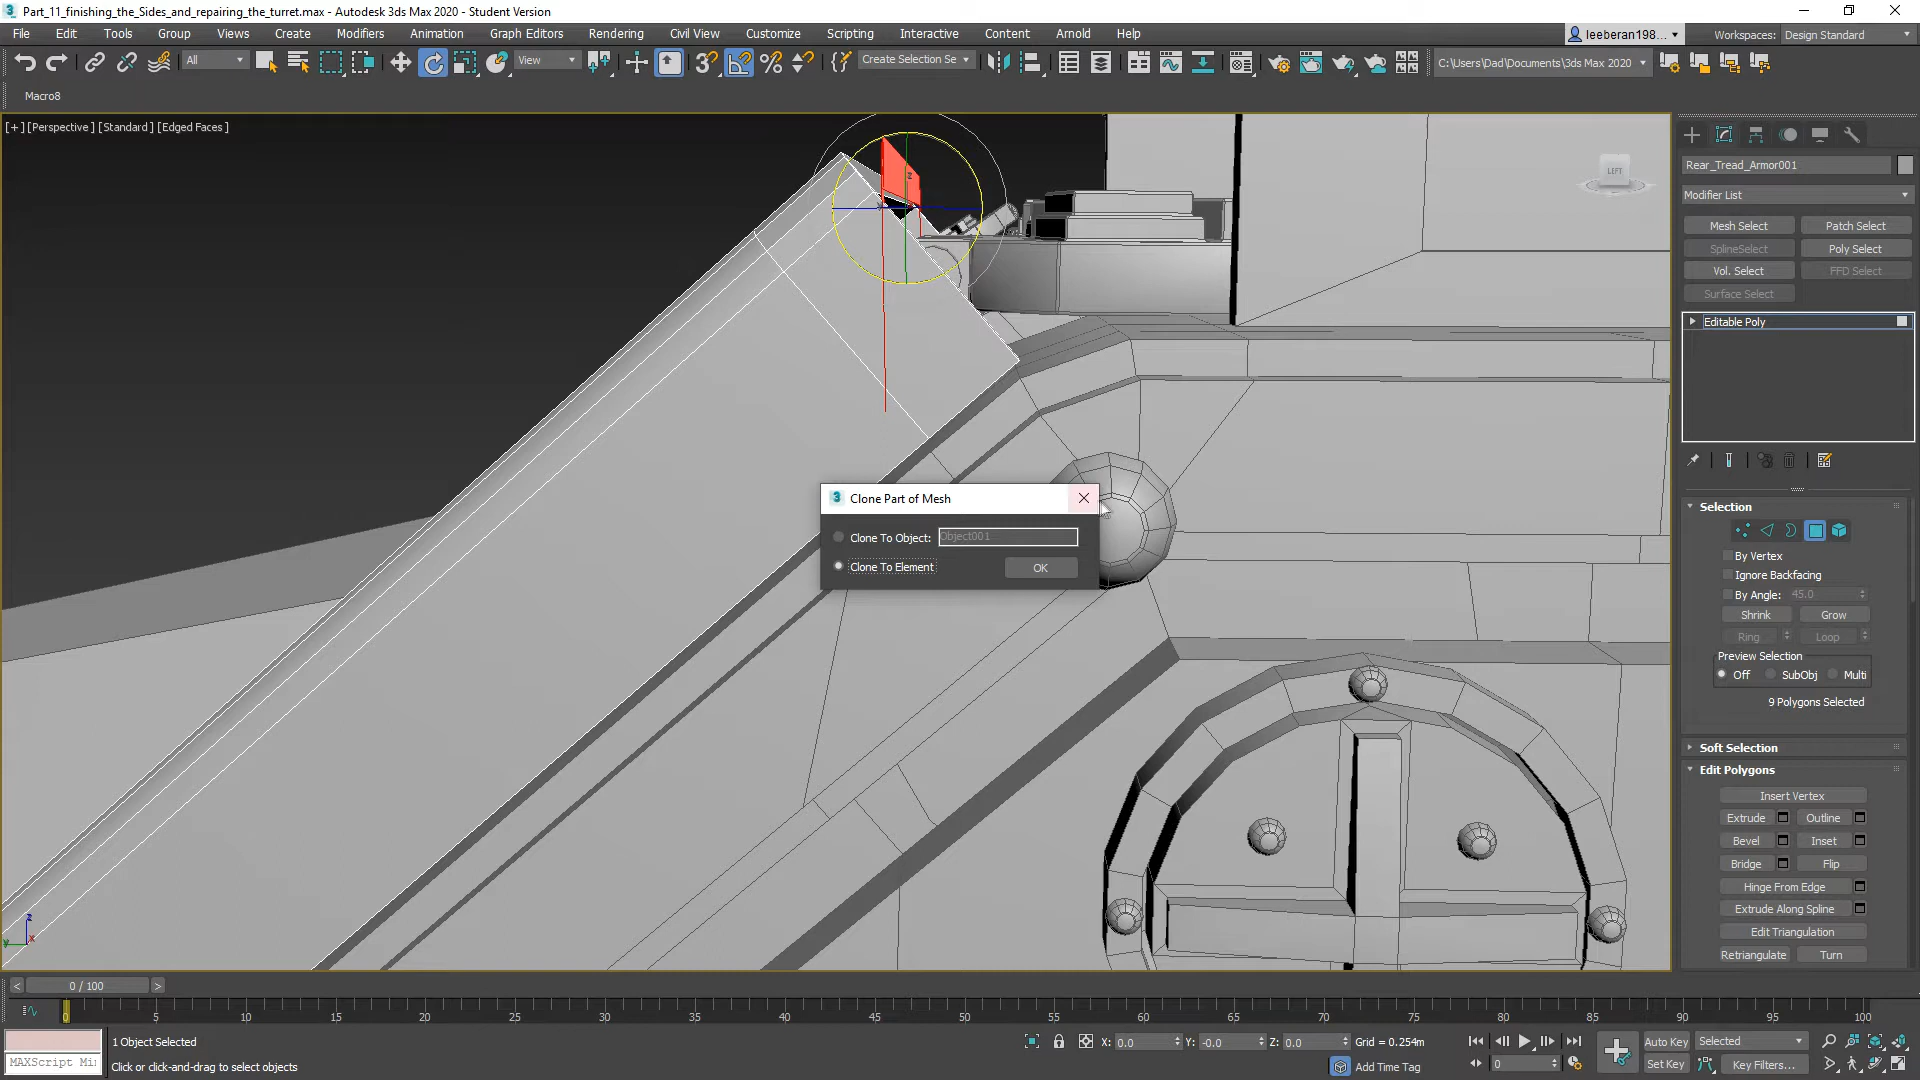 Part_11_finishing_the_Sides_and_repairing_the_turret.max - Autodesk 3ds Max 2020 - Student Version
File Edit Tools Group Views Create Modifiers Animation Graph Editors Rendering Civil View Customize Scripting Interactive Content Arnold Help
leeberan198... Workspaces: Design Standard
All View Create Selection Se C:\Users\Dad\Documents\3ds Max 2020
Macro8
[+] [Perspective] [Standard] [Edged Faces]
LEFT
Rear_Tread_Armor001
Modifier List
Mesh Select Patch Select
SplineSelect Poly Select
Vol. Select FFD Select
Surface Select
Editable Poly
Clone Part of Mesh
Clone To Object: Object001
Clone To Element OK
Selection
By Vertex
Ignore Backfacing
By Angle: 45.0
Shrink Grow
Ring Loop
Preview Selection
Off SubObj Multi
9 Polygons Selected
Soft Selection
Edit Polygons
Insert Vertex
Extrude Outline
Bevel Inset
Bridge Flip
Hinge From Edge
Extrude Along Spline
Edit Triangulation
Retriangulate Turn
z
z
y
x
< 0 / 100 >
0 5 10 15 20 25 30 35 40 45 50 55 60 65 70 75 80 85 90 95 100
1 Object Selected X: 0.0 Y: -0.0 Z: 0.0 Grid = 0.254m Auto Key Selected
MAXScript Mi Click or click-and-drag to select objects Add Time Tag 0 Set Key Key Filters...